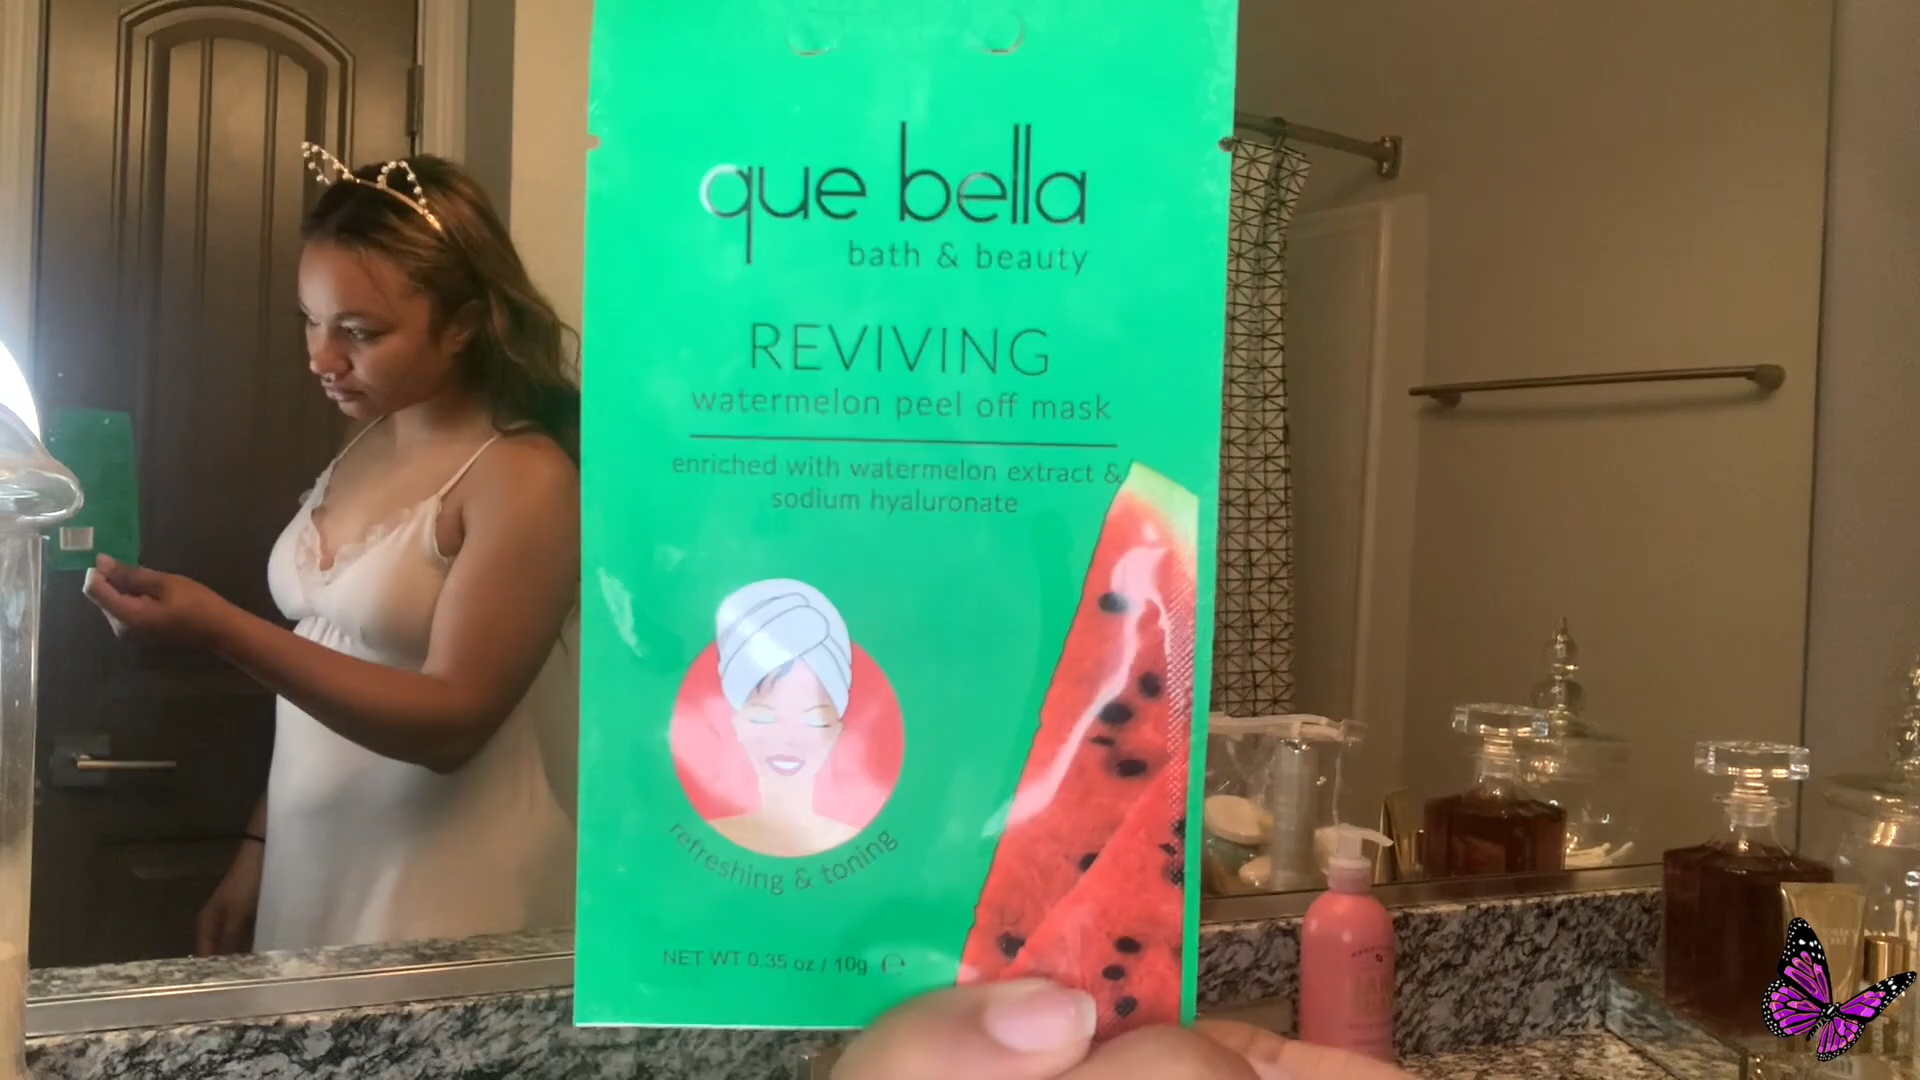 que bella
bath & beauty
REVIVING
watermelon peel off mask
enriched with watermelon extract &
sodium hyaluronate
refreshing & toning
NET WT 0.35 oz / 10g ℮